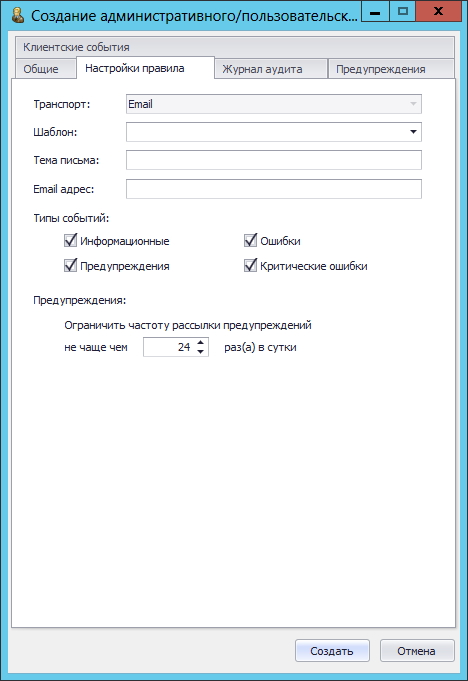 Создание административного/пользовательск...
Клиентские события
Общие
Настройки правила
Журнал аудита
Предупреждения
Транспорт: Email
Шаблон:
Тема письма:
Email адрес:
Типы событий:
Информационные
Ошибки
Предупреждения
Критические ошибки
Предупреждения:
Ограничить частоту рассылки предупреждений
не чаще чем 24 раз(а) в сутки
Создать
Отмена